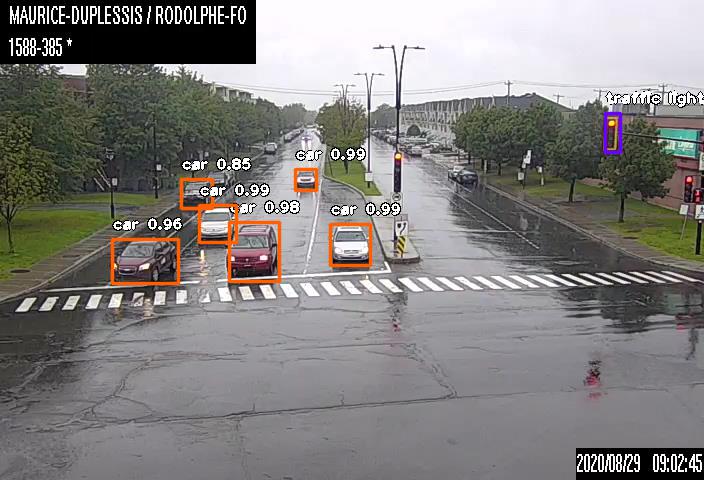 MAURICE-DUPLESSIS / RODOLPHE-FO
1588-385 *
traffic light
car 0.85
car 0.99
car 0.99
car 0.98
car 0.99
car 0.96
2020/08/29 09:02:45